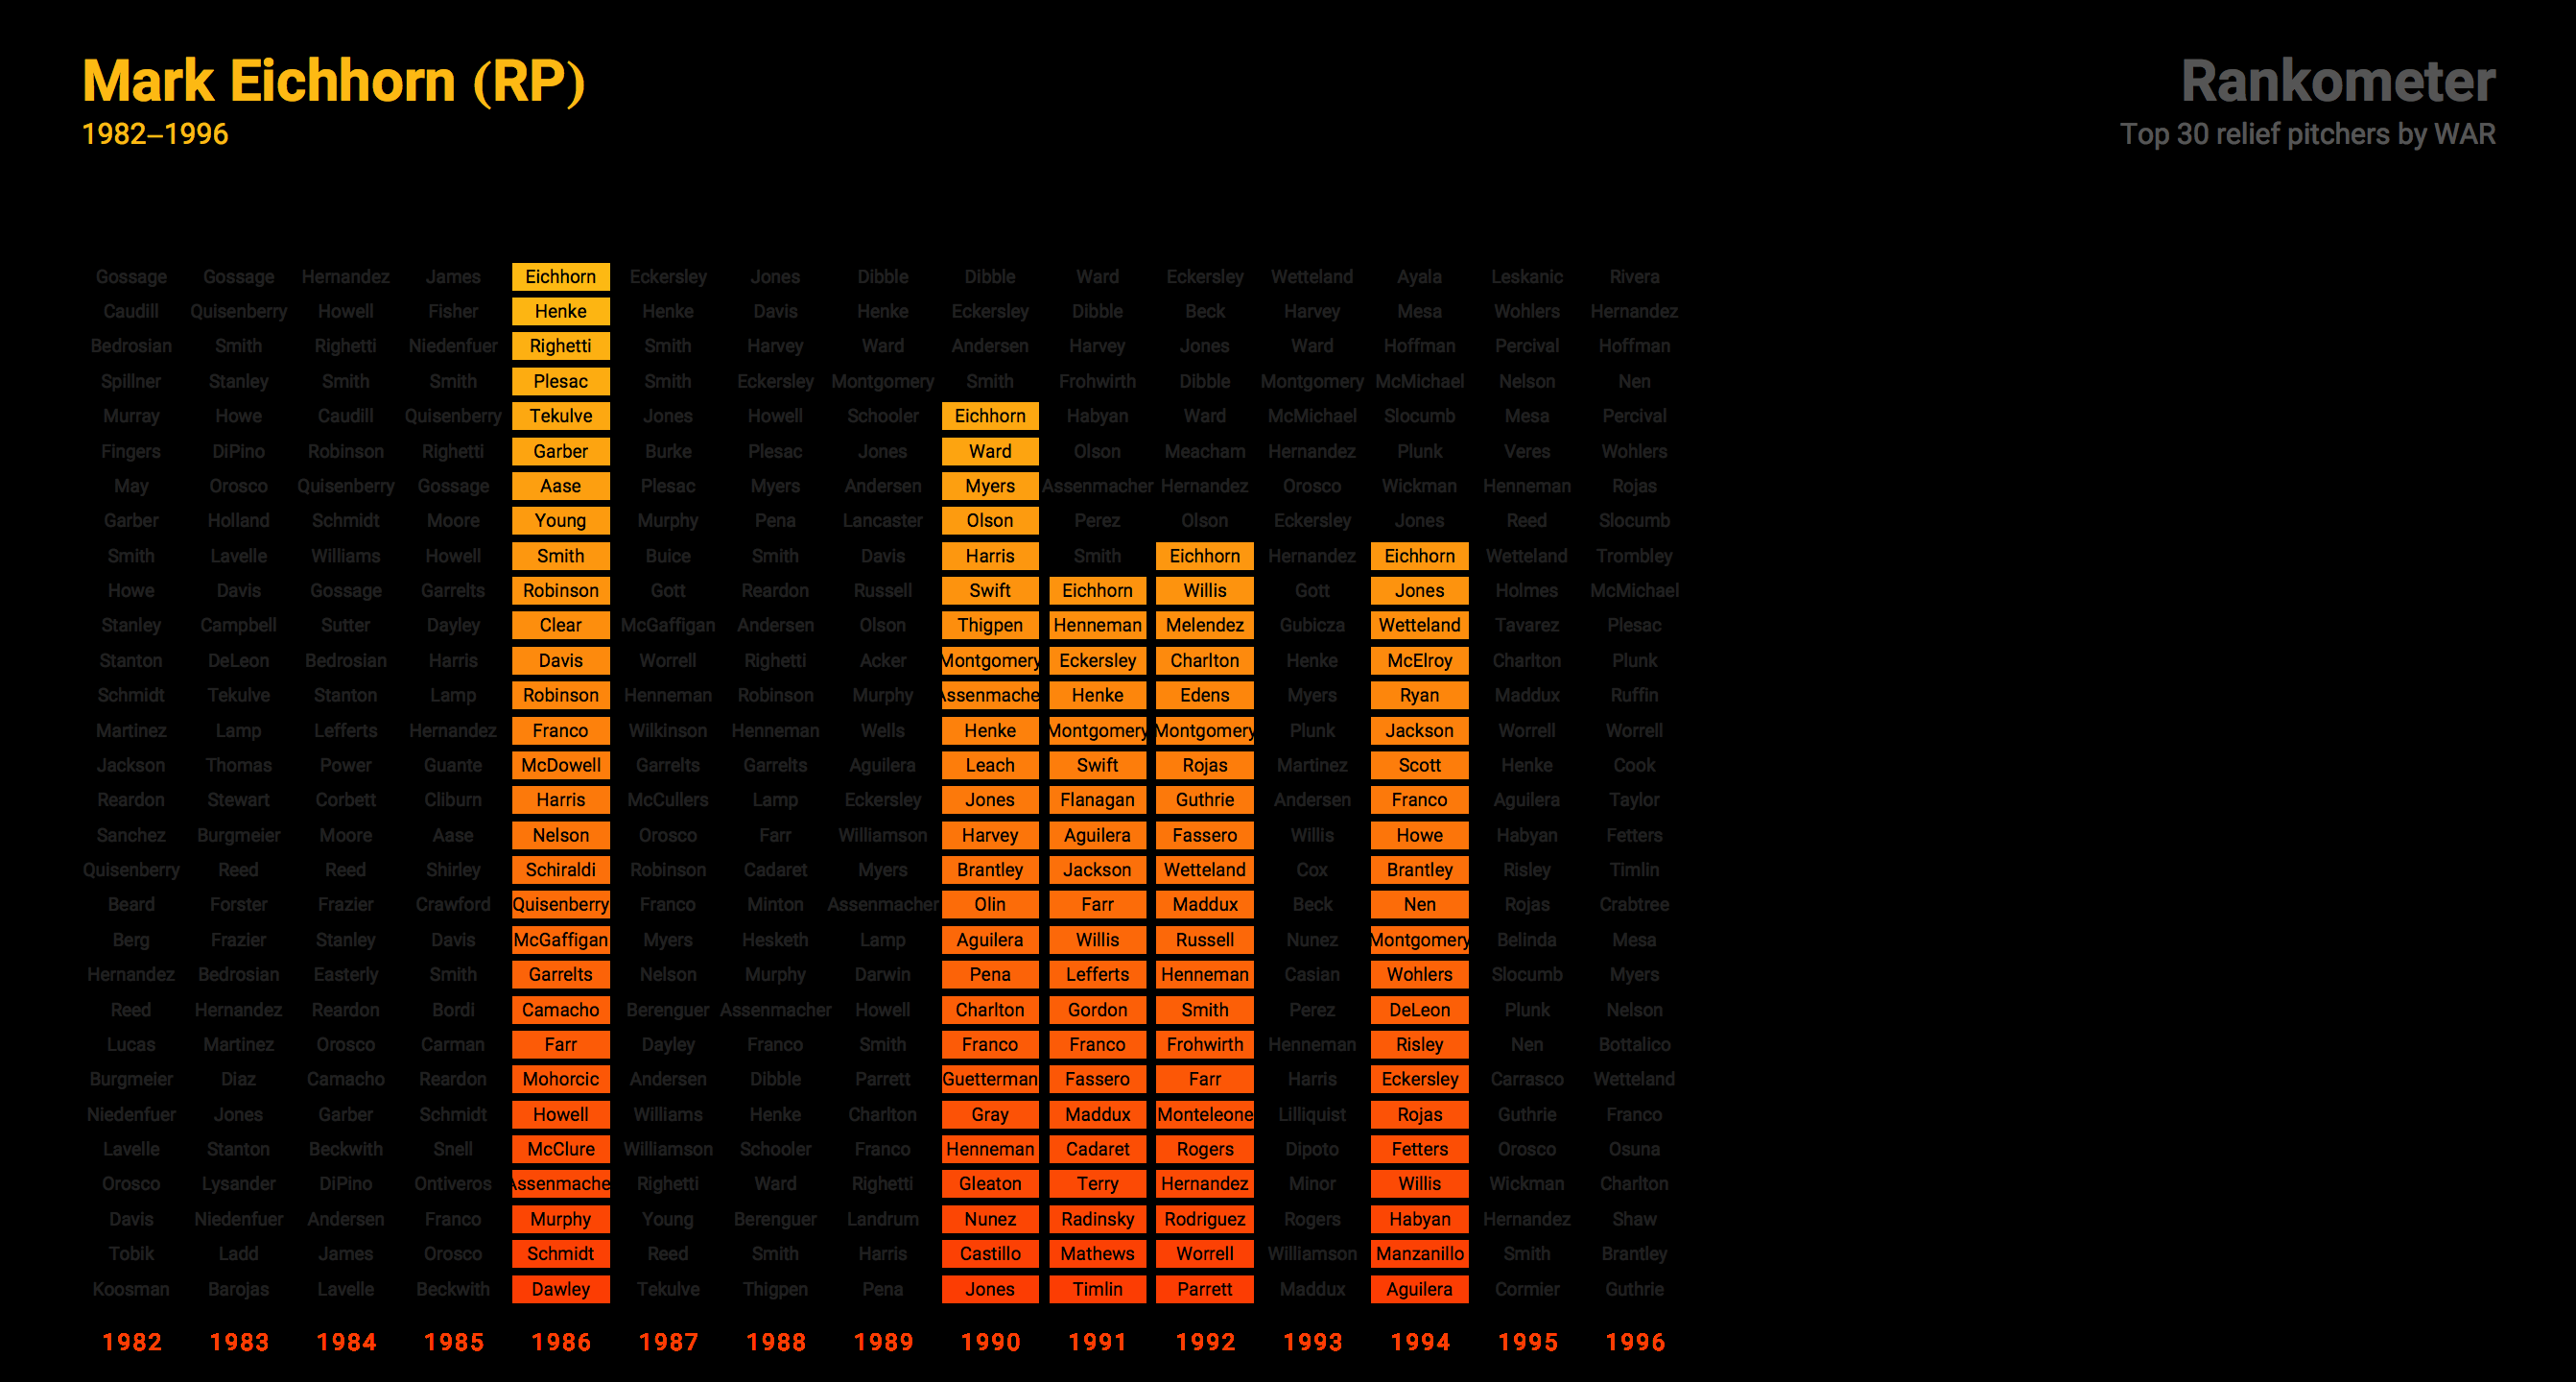 Mark Eichhorn (RP)
1982–1996
Rankometer
Top 30 relief pitchers by WAR
Gossage Gossage Hernandez James Eichhorn Eckersley Jones Dibble Dibble Ward Eckersley Wetteland Ayala Leskanic Rivera
Caudill Quisenberry Howell Fisher Henke Henke Davis Henke Eckersley Dibble Beck Harvey Mesa Wohlers Hernandez
Bedrosian Smith Righetti Niedenfuer Righetti Smith Harvey Ward Andersen Harvey Jones Ward Hoffman Percival Hoffman
Spillner Stanley Smith Smith Plesac Smith Eckersley Montgomery Smith Frohwirth Dibble Montgomery McMichael Nelson Nen
Murray Howe Caudill Quisenberry Tekulve Jones Howell Schooler Eichhorn Habyan Ward McMichael Slocumb Mesa Percival
Fingers DiPino Robinson Righetti Garber Burke Plesac Jones Ward Olson Meacham Hernandez Plunk Veres Wohlers
May Orosco Quisenberry Gossage Aase Plesac Myers Andersen Myers Assenmacher Hernandez Orosco Wickman Henneman Rojas
Garber Holland Schmidt Moore Young Murphy Pena Lancaster Olson Perez Olson Eckersley Jones Reed Slocumb
Smith Lavelle Williams Howell Smith Buice Smith Davis Harris Smith Eichhorn Hernandez Eichhorn Wetteland Trombley
Howe Davis Gossage Garrelts Robinson Gott Reardon Russell Swift Eichhorn Willis Gott Jones Holmes McMichael
Stanley Campbell Sutter Dayley Clear McGaffigan Andersen Olson Thigpen Henneman Melendez Gubicza Wetteland Tavarez Plesac
Stanton DeLeon Bedrosian Harris Davis Worrell Righetti Acker Montgomery Eckersley Charlton Henke McElroy Charlton Plunk
Schmidt Tekulve Stanton Lamp Robinson Henneman Robinson Murphy Assenmache Henke Edens Myers Ryan Maddux Ruffin
Martinez Lamp Lefferts Hernandez Franco Wilkinson Henneman Wells Henke Montgomery Montgomery Plunk Jackson Worrell Worrell
Jackson Thomas Power Guante McDowell Garrelts Garrelts Aguilera Leach Swift Rojas Martinez Scott Henke Cook
Reardon Stewart Corbett Cliburn Harris McCullers Lamp Eckersley Jones Flanagan Guthrie Andersen Franco Aguilera Taylor
Sanchez Burgmeier Moore Aase Nelson Orosco Farr Williamson Harvey Aguilera Fassero Willis Howe Habyan Fetters
Quisenberry Reed Reed Shirley Schiraldi Robinson Cadaret Myers Brantley Jackson Wetteland Cox Brantley Risley Timlin
Beard Forster Frazier Crawford Quisenberry Franco Minton Assenmacher Olin Farr Maddux Beck Nen Rojas Crabtree
Berg Frazier Stanley Davis McGaffigan Myers Hesketh Lamp Aguilera Willis Russell Nunez Montgomery Belinda Mesa
Hernandez Bedrosian Easterly Smith Garrelts Nelson Murphy Darwin Pena Lefferts Henneman Casian Wohlers Slocumb Myers
Reed Hernandez Reardon Bordi Camacho Berenguer Assenmacher Howell Charlton Gordon Smith Perez DeLeon Plunk Nelson
Lucas Martinez Orosco Carman Farr Dayley Franco Smith Franco Franco Frohwirth Henneman Risley Nen Bottalico
Burgmeier Diaz Camacho Reardon Mohorcic Andersen Dibble Parrett Guetterman Fassero Farr Harris Eckersley Carrasco Wetteland
Niedenfuer Jones Garber Schmidt Howell Williams Henke Charlton Gray Maddux Monteleone Lilliquist Rojas Guthrie Franco
Lavelle Stanton Beckwith Snell McClure Williamson Schooler Franco Henneman Cadaret Rogers Dipoto Fetters Orosco Osuna
Orosco Lysander DiPino Ontiveros Assenmache Righetti Ward Righetti Gleaton Terry Hernandez Minor Willis Wickman Charlton
Davis Niedenfuer Andersen Franco Murphy Young Berenguer Landrum Nunez Radinsky Rodriguez Rogers Habyan Hernandez Shaw
Tobik Ladd James Orosco Schmidt Reed Smith Harris Castillo Mathews Worrell Williamson Manzanillo Smith Brantley
Koosman Barojas Lavelle Beckwith Dawley Tekulve Thigpen Pena Jones Timlin Parrett Maddux Aguilera Cormier Guthrie
1982 1983 1984 1985 1986 1987 1988 1989 1990 1991 1992 1993 1994 1995 1996